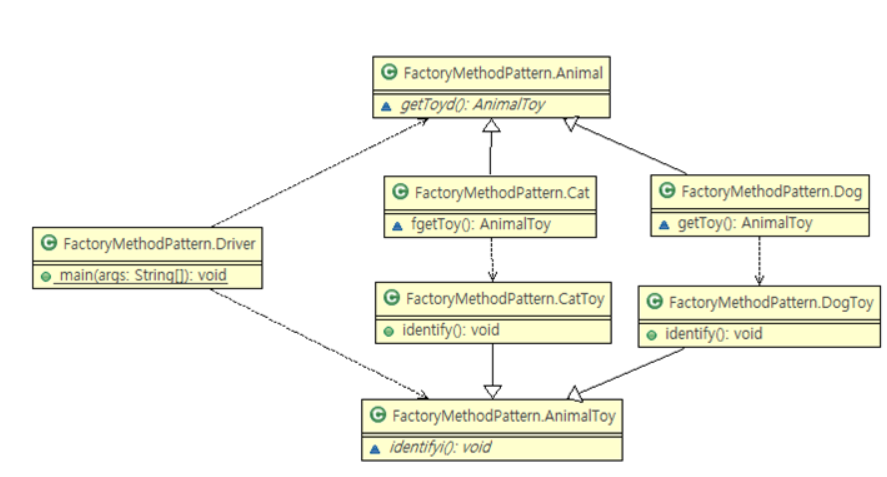 FactoryMethodPattern.Animal
getToyd(): AnimalToy
FactoryMethodPattern.Cat
fgetToy(): AnimalToy
FactoryMethodPattern.Dog
getToy(): AnimalToy
FactoryMethodPattern.Driver
main(args: String[]): void
FactoryMethodPattern.CatToy
identify(): void
FactoryMethodPattern.DogToy
identify(): void
FactoryMethodPattern.AnimalToy
identifyi(): void